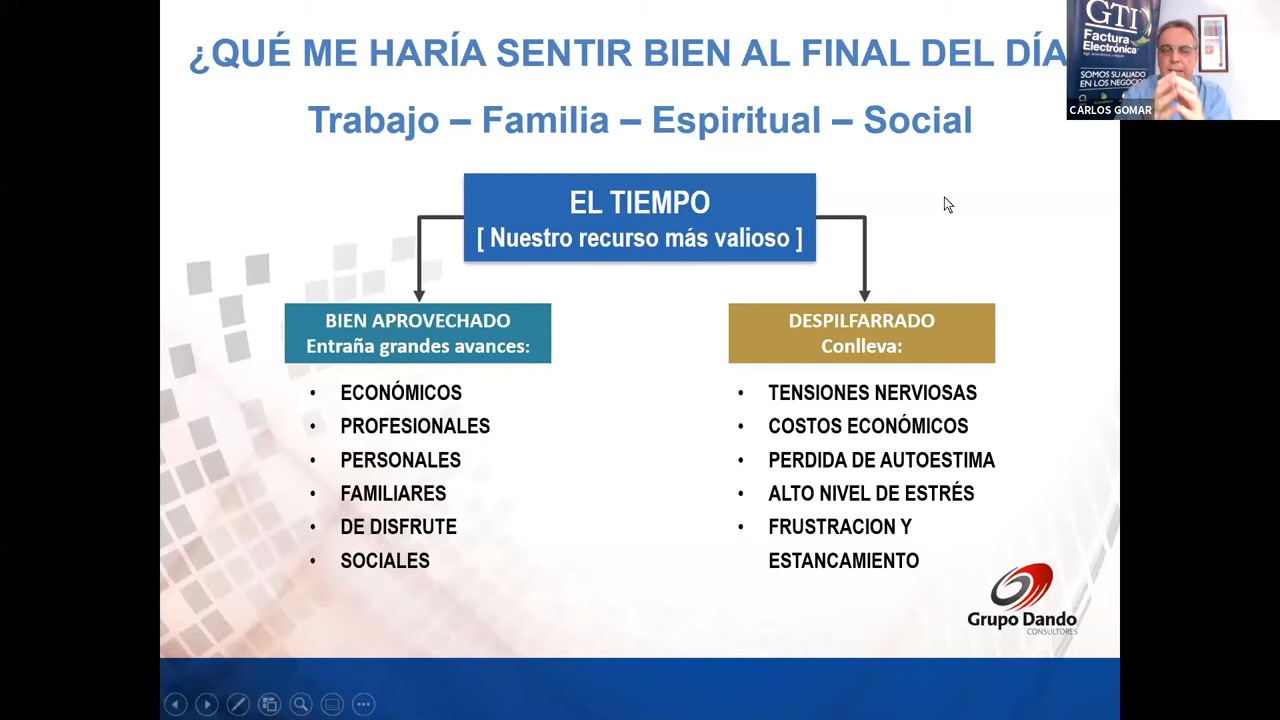 ¿QUÉ ME HARÍA SENTIR BIEN AL FINAL DEL DÍA
Trabajo – Familia – Espiritual – Social
GTI
Factura
Electrónica
SOMOS SU ALIADO
EN LOS NEGOCIOS
CARLOS GOMAR
EL TIEMPO
[ Nuestro recurso más valioso ]
BIEN APROVECHADO
Entraña grandes avances:
• ECONÓMICOS
• PROFESIONALES
• PERSONALES
• FAMILIARES
• DE DISFRUTE
• SOCIALES
DESPILFARRADO
Conlleva:
• TENSIONES NERVIOSAS
• COSTOS ECONÓMICOS
• PERDIDA DE AUTOESTIMA
• ALTO NIVEL DE ESTRÉS
• FRUSTRACION Y
ESTANCAMIENTO
Grupo Dando
CONSULTORES